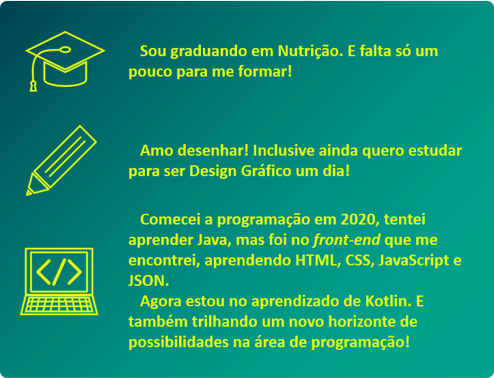 Sou graduando em Nutrição. E falta só um
pouco para me formar!
Amo desenhar! Inclusive ainda quero estudar
para ser Design Gráfico um dia!
Comecei a programação em 2020, tentei
aprender Java, mas foi no front-end que me
encontrei, aprendendo HTML, CSS, JavaScript e
JSON.
Agora estou no aprendizado de Kotlin. E
também trilhando um novo horizonte de
possibilidades na área de programação!